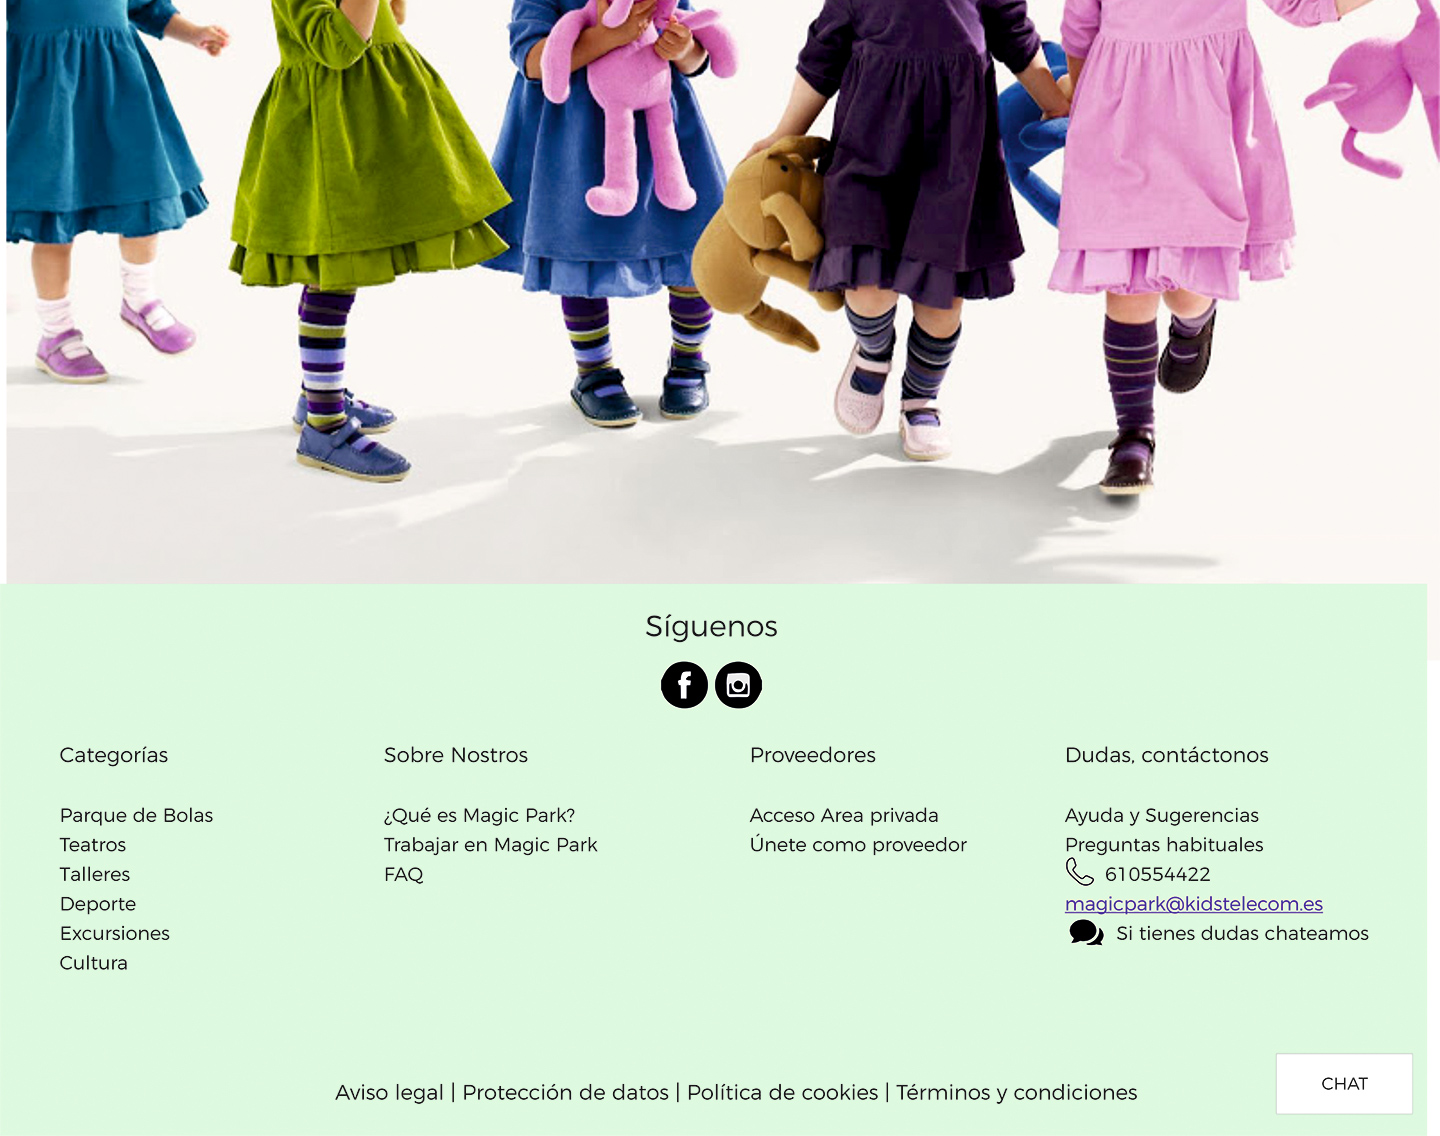 Síguenos
Categorías
Parque de Bolas
Teatros
Talleres
Deporte
Excursiones
Cultura
Sobre Nostros
¿Qué es Magic Park?
Trabajar en Magic Park
FAQ
Proveedores
Acceso Area privada
Únete como proveedor
Dudas, contáctonos
Ayuda y Sugerencias
Preguntas habituales
610554422
magicpark@kidstelecom.es
Si tienes dudas chateamos
Aviso legal | Protección de datos | Política de cookies | Términos y condiciones
CHAT